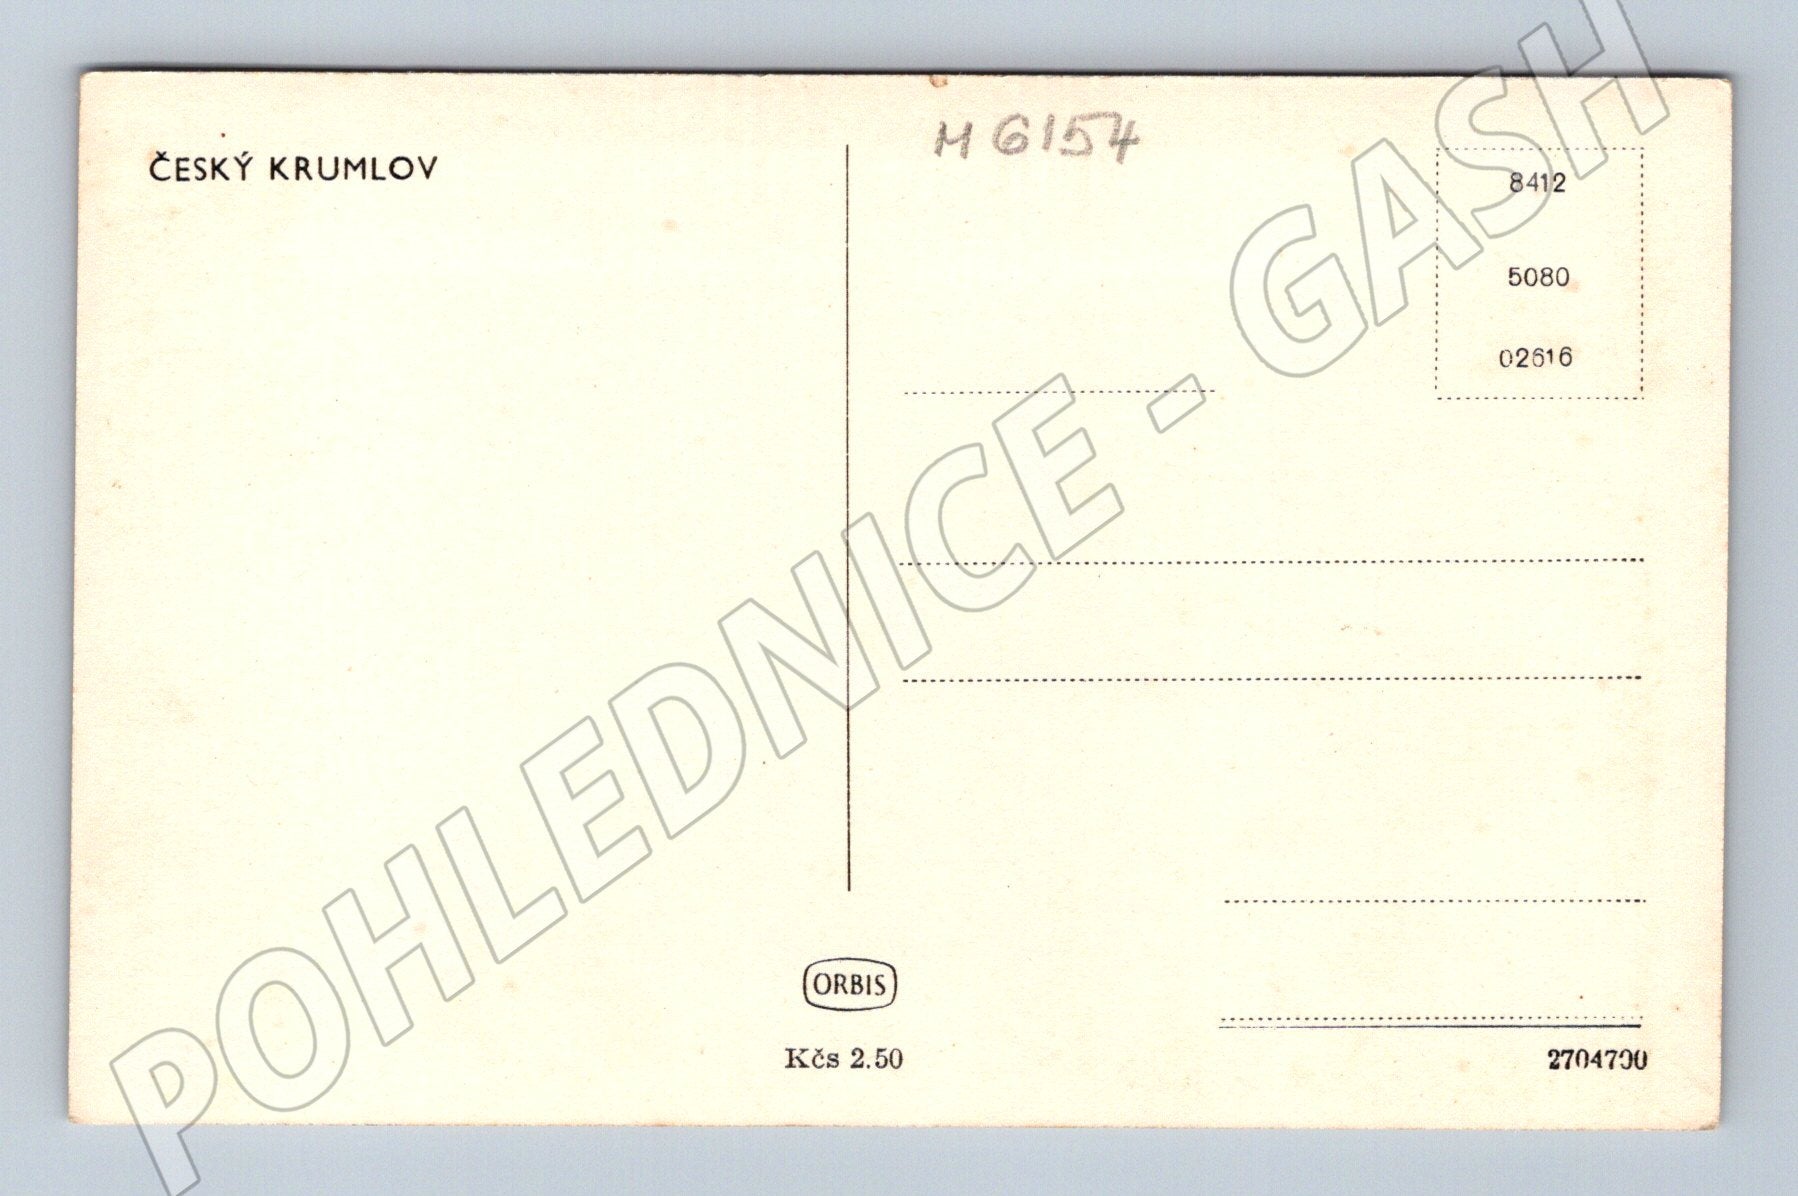 ČESKÝ KRUMLOV
M 6154
8412
5080
02616
POHLEDNICE - GASH
ORBIS
Kčs 2.50
2704700